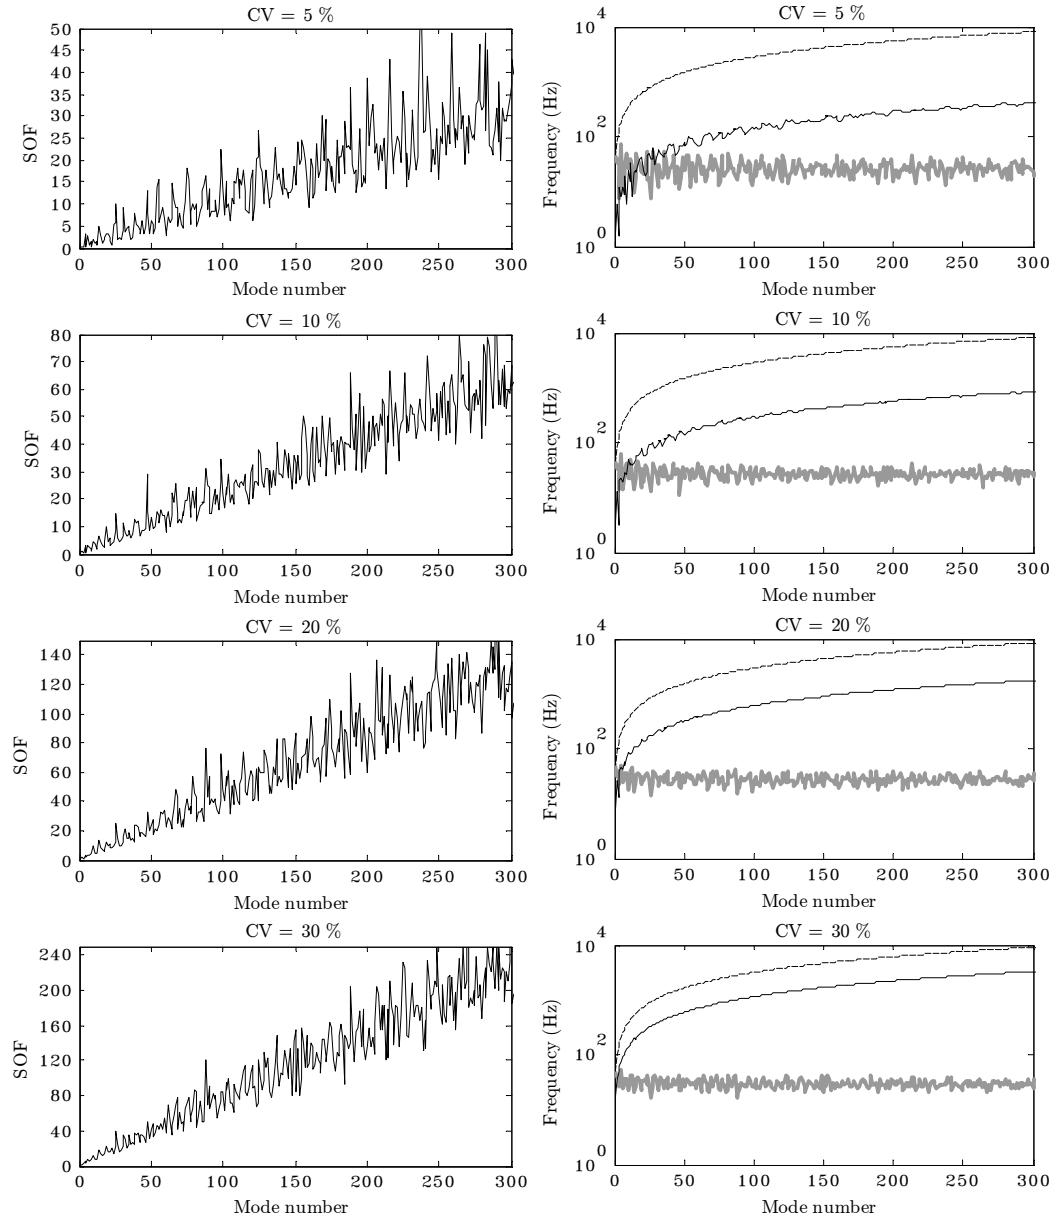 CV = 5 %
50
45
40
35
30
25
20
15
10
5
0
SOF
0 50 100 150 200 250 300
Mode number
CV = 5 %
10^4
10^2
10^0
Frequency (Hz)
0 50 100 150 200 250 300
Mode number
CV = 10 %
80
70
60
50
40
30
20
10
0
SOF
0 50 100 150 200 250 300
Mode number
CV = 10 %
10^4
10^2
10^0
Frequency (Hz)
0 50 100 150 200 250 300
Mode number
CV = 20 %
140
120
100
80
60
40
20
0
SOF
0 50 100 150 200 250 300
Mode number
CV = 20 %
10^4
10^2
10^0
Frequency (Hz)
0 50 100 150 200 250 300
Mode number
CV = 30 %
240
200
160
120
80
40
0
SOF
0 50 100 150 200 250 300
Mode number
CV = 30 %
10^4
10^2
10^0
Frequency (Hz)
0 50 100 150 200 250 300
Mode number